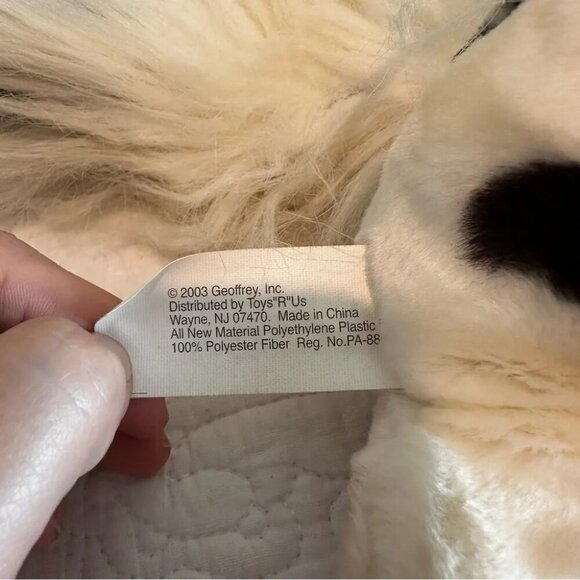 © 2003 Geoffrey, Inc.
Distributed by Toys"R"Us
Wayne, NJ 07470. Made in China
All New Material Polyethylene Plastic
100% Polyester Fiber Reg. No.PA-88